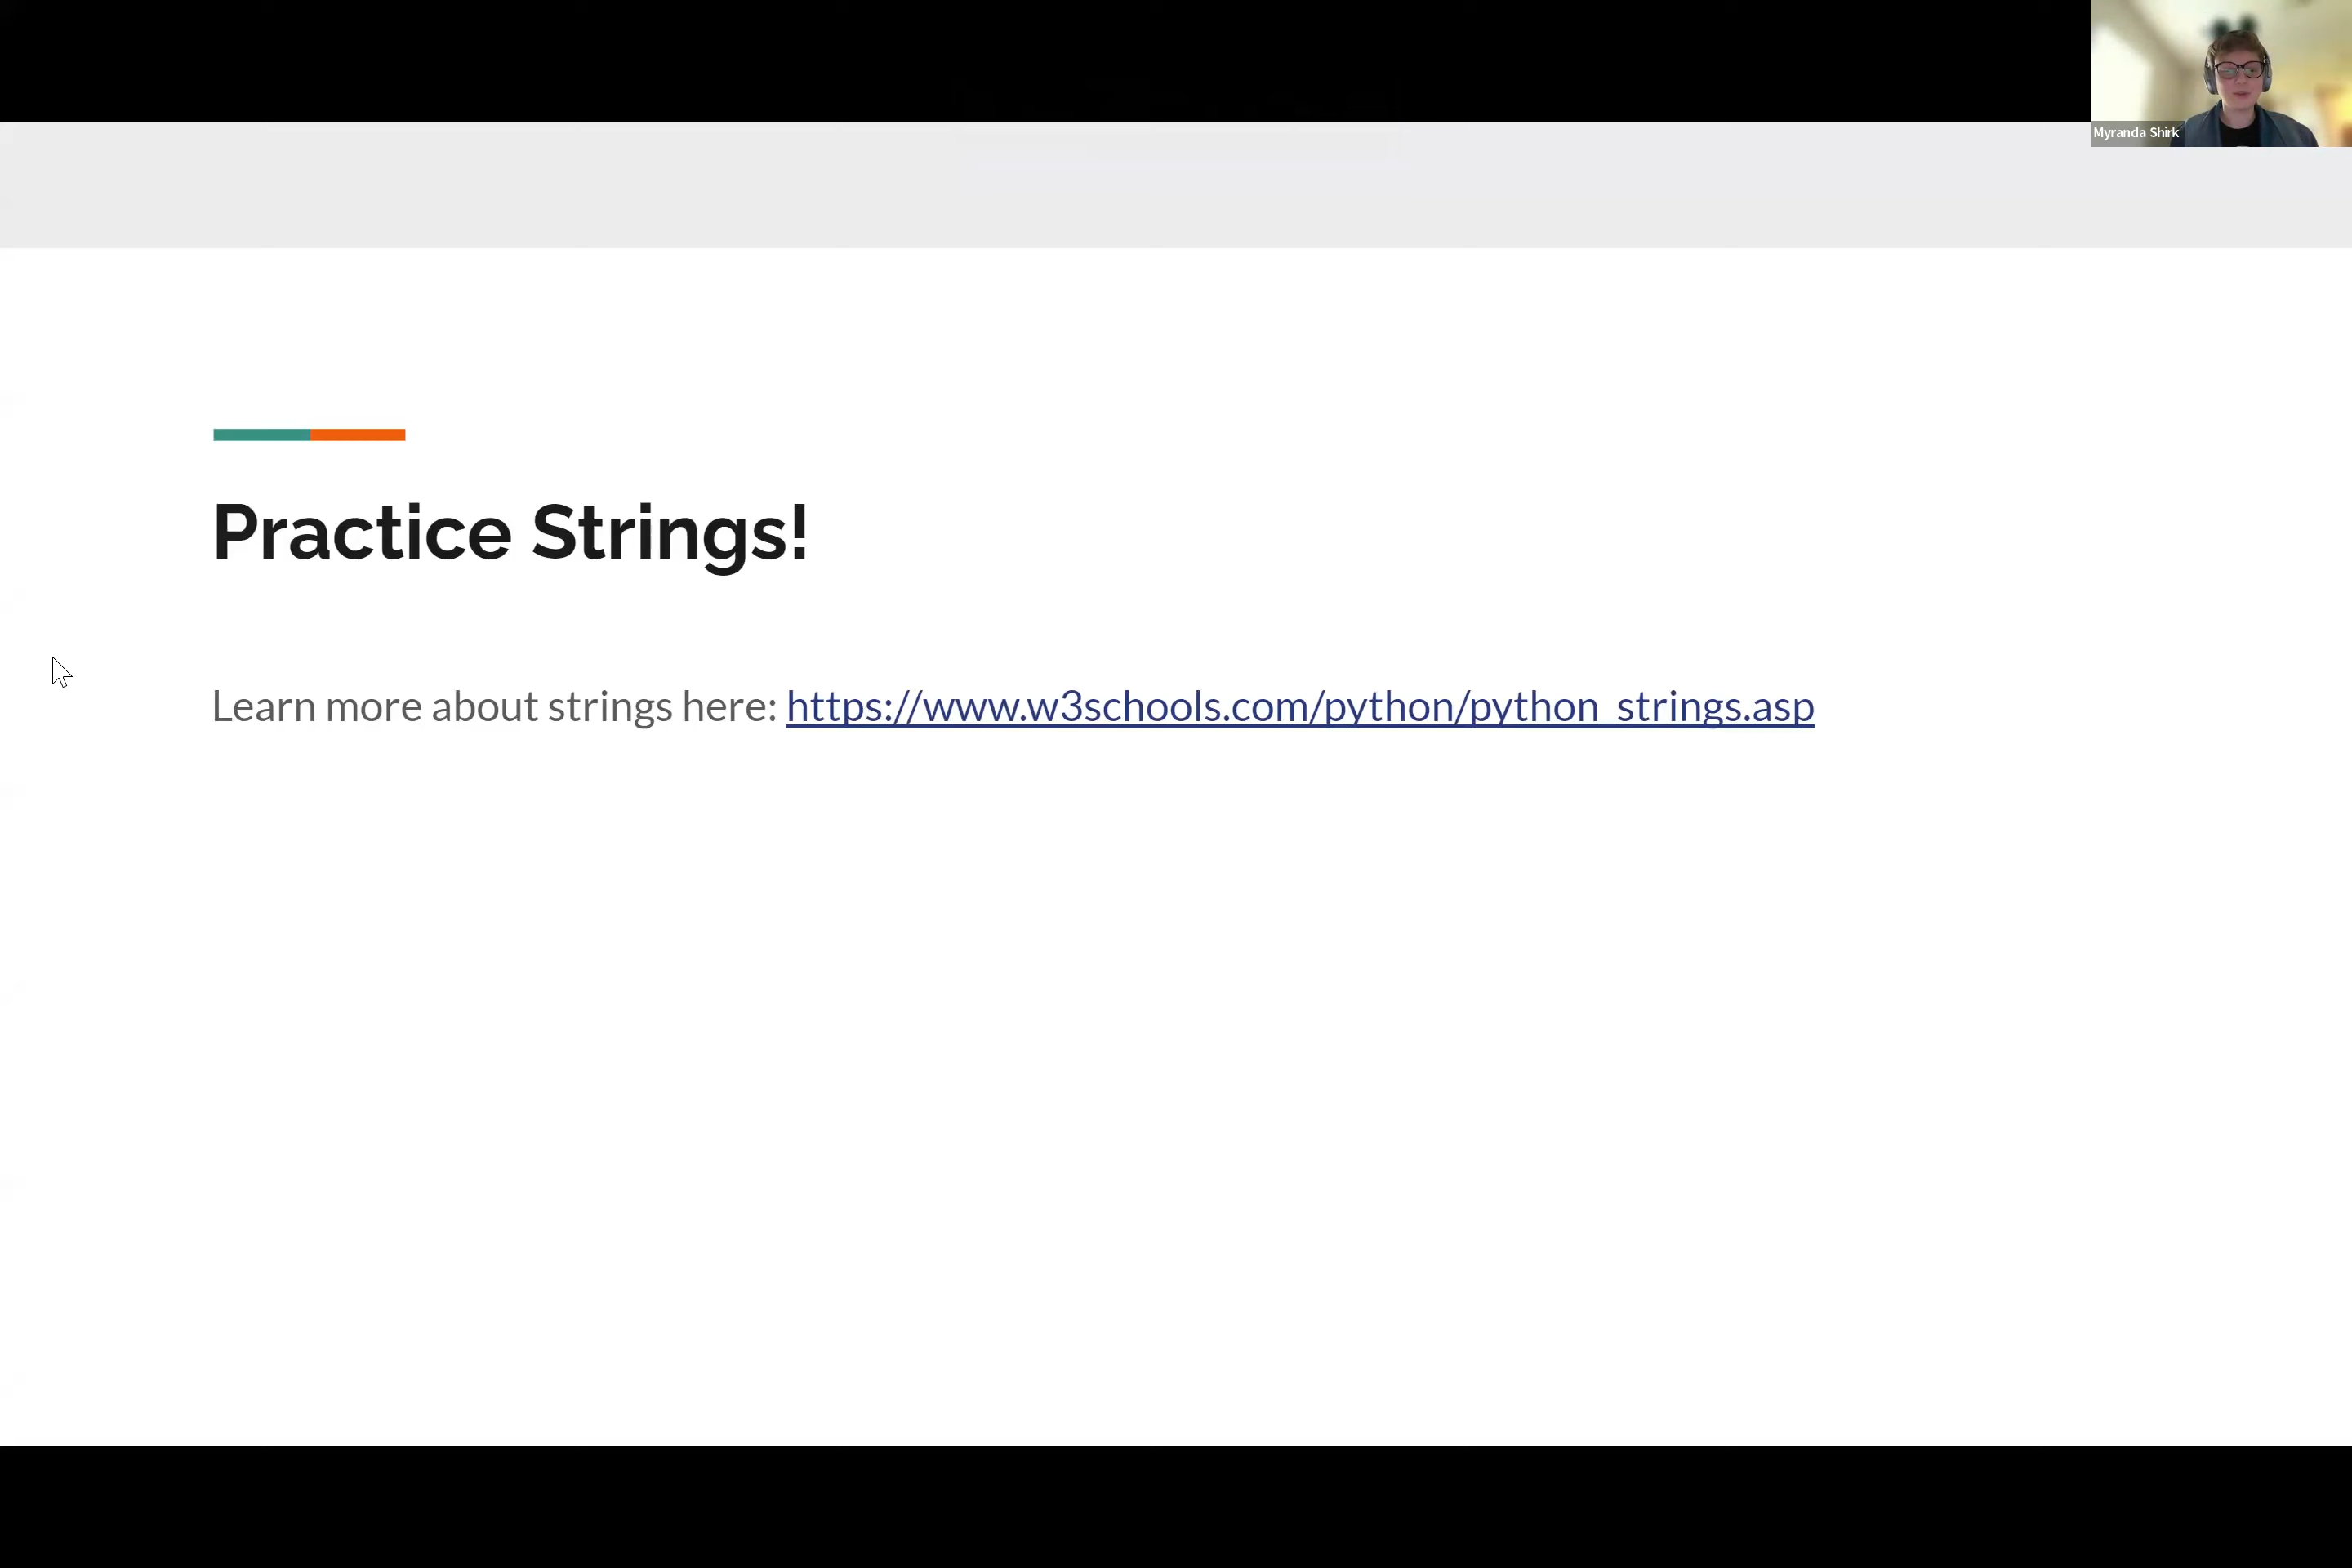 Myranda Shirk
Practice Strings!
Learn more about strings here: https://www.w3schools.com/python/python_strings.asp